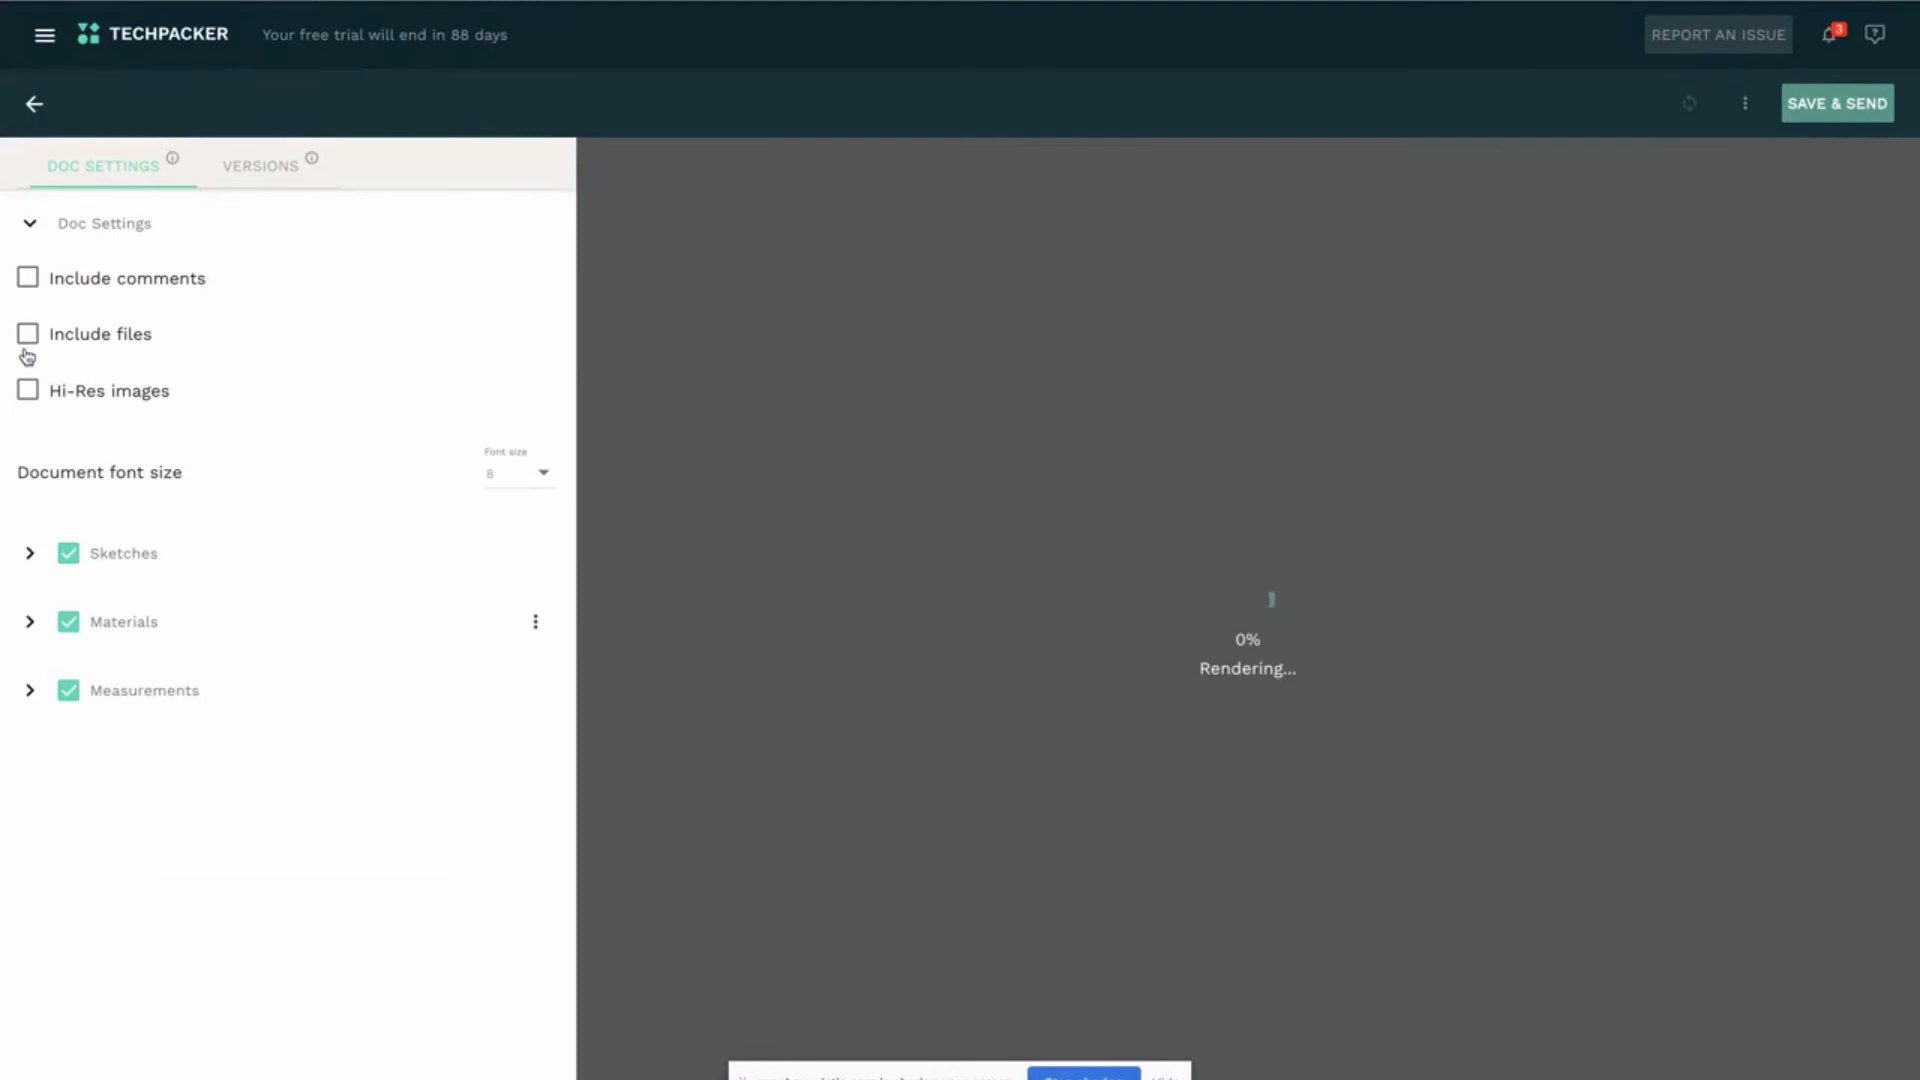 TECHPACKER
Your free trial will end in 88 days
REPORT AN ISSUE
3
SAVE & SEND
DOC SETTINGS
VERSIONS
Doc Settings
Include comments
Include files
Hi-Res images
Font size
Document font size
8
Sketches
Materials
Measurements
0%
Rendering...